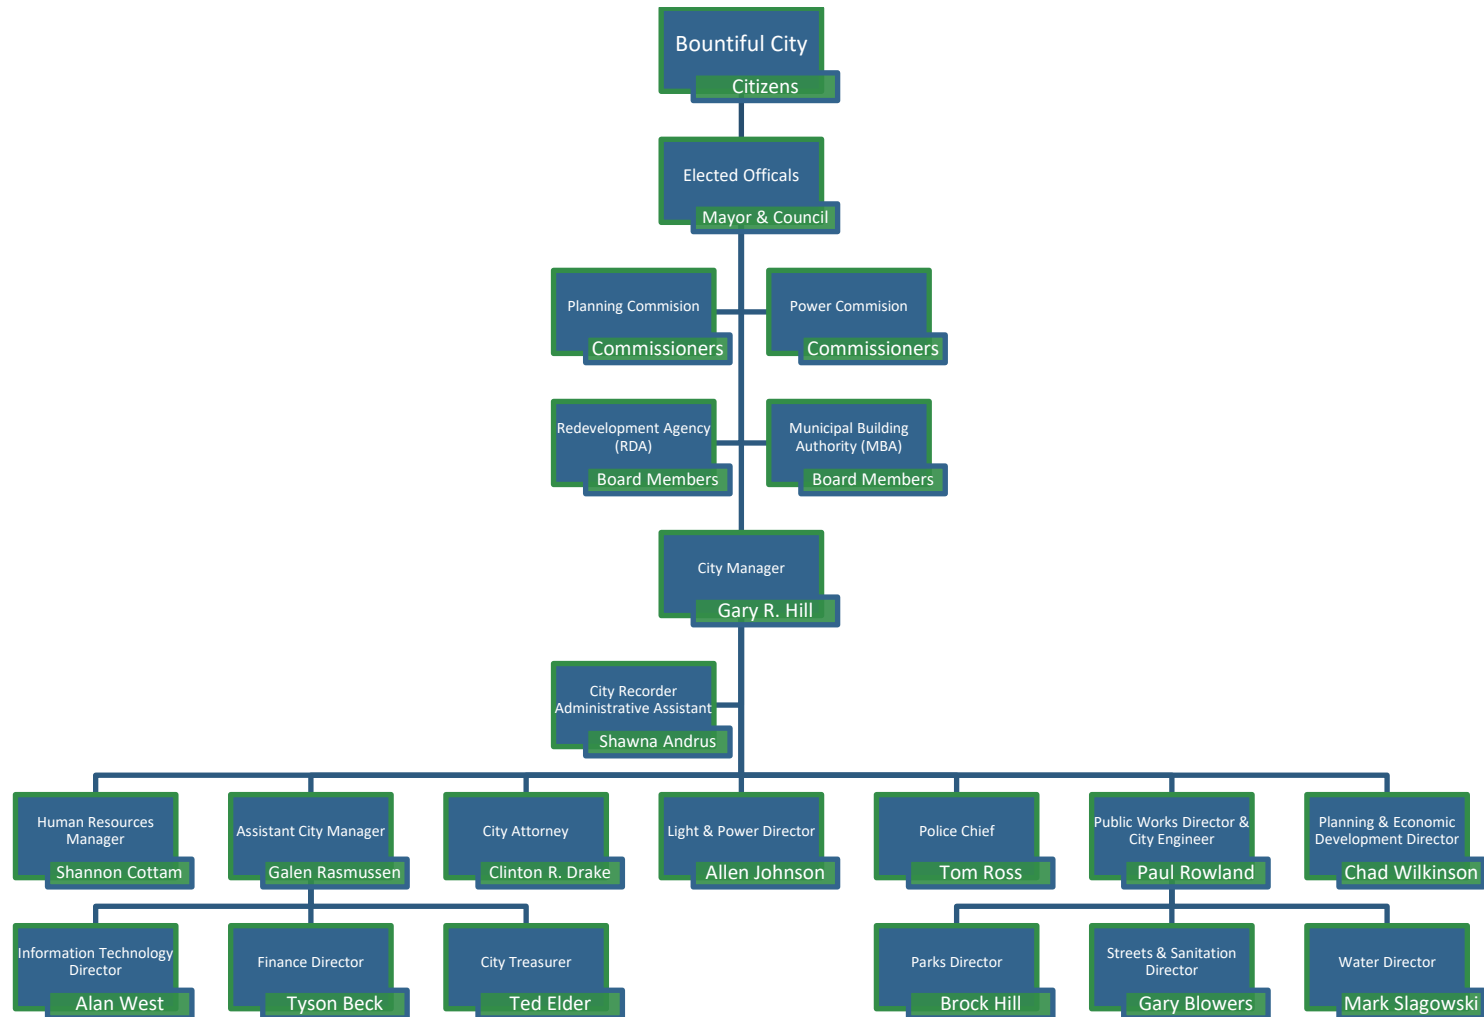 Bountiful City
Citizens
Elected Officals
Mayor & Council
Planning Commision
Commissioners
Power Commision
Commissioners
Redevelopment Agency
(RDA)
Board Members
Municipal Building
Authority (MBA)
Board Members
City Manager
Gary R. Hill
City Recorder
Administrative Assistant
Shawna Andrus
Human Resources
Manager
Shannon Cottam
Assistant City Manager
Galen Rasmussen
City Attorney
Clinton R. Drake
Light & Power Director
Allen Johnson
Police Chief
Tom Ross
Public Works Director &
City Engineer
Paul Rowland
Planning & Economic
Development Director
Chad Wilkinson
Information Technology
Director
Alan West
Finance Director
Tyson Beck
City Treasurer
Ted Elder
Parks Director
Brock Hill
Streets & Sanitation
Director
Gary Blowers
Water Director
Mark Slagowski